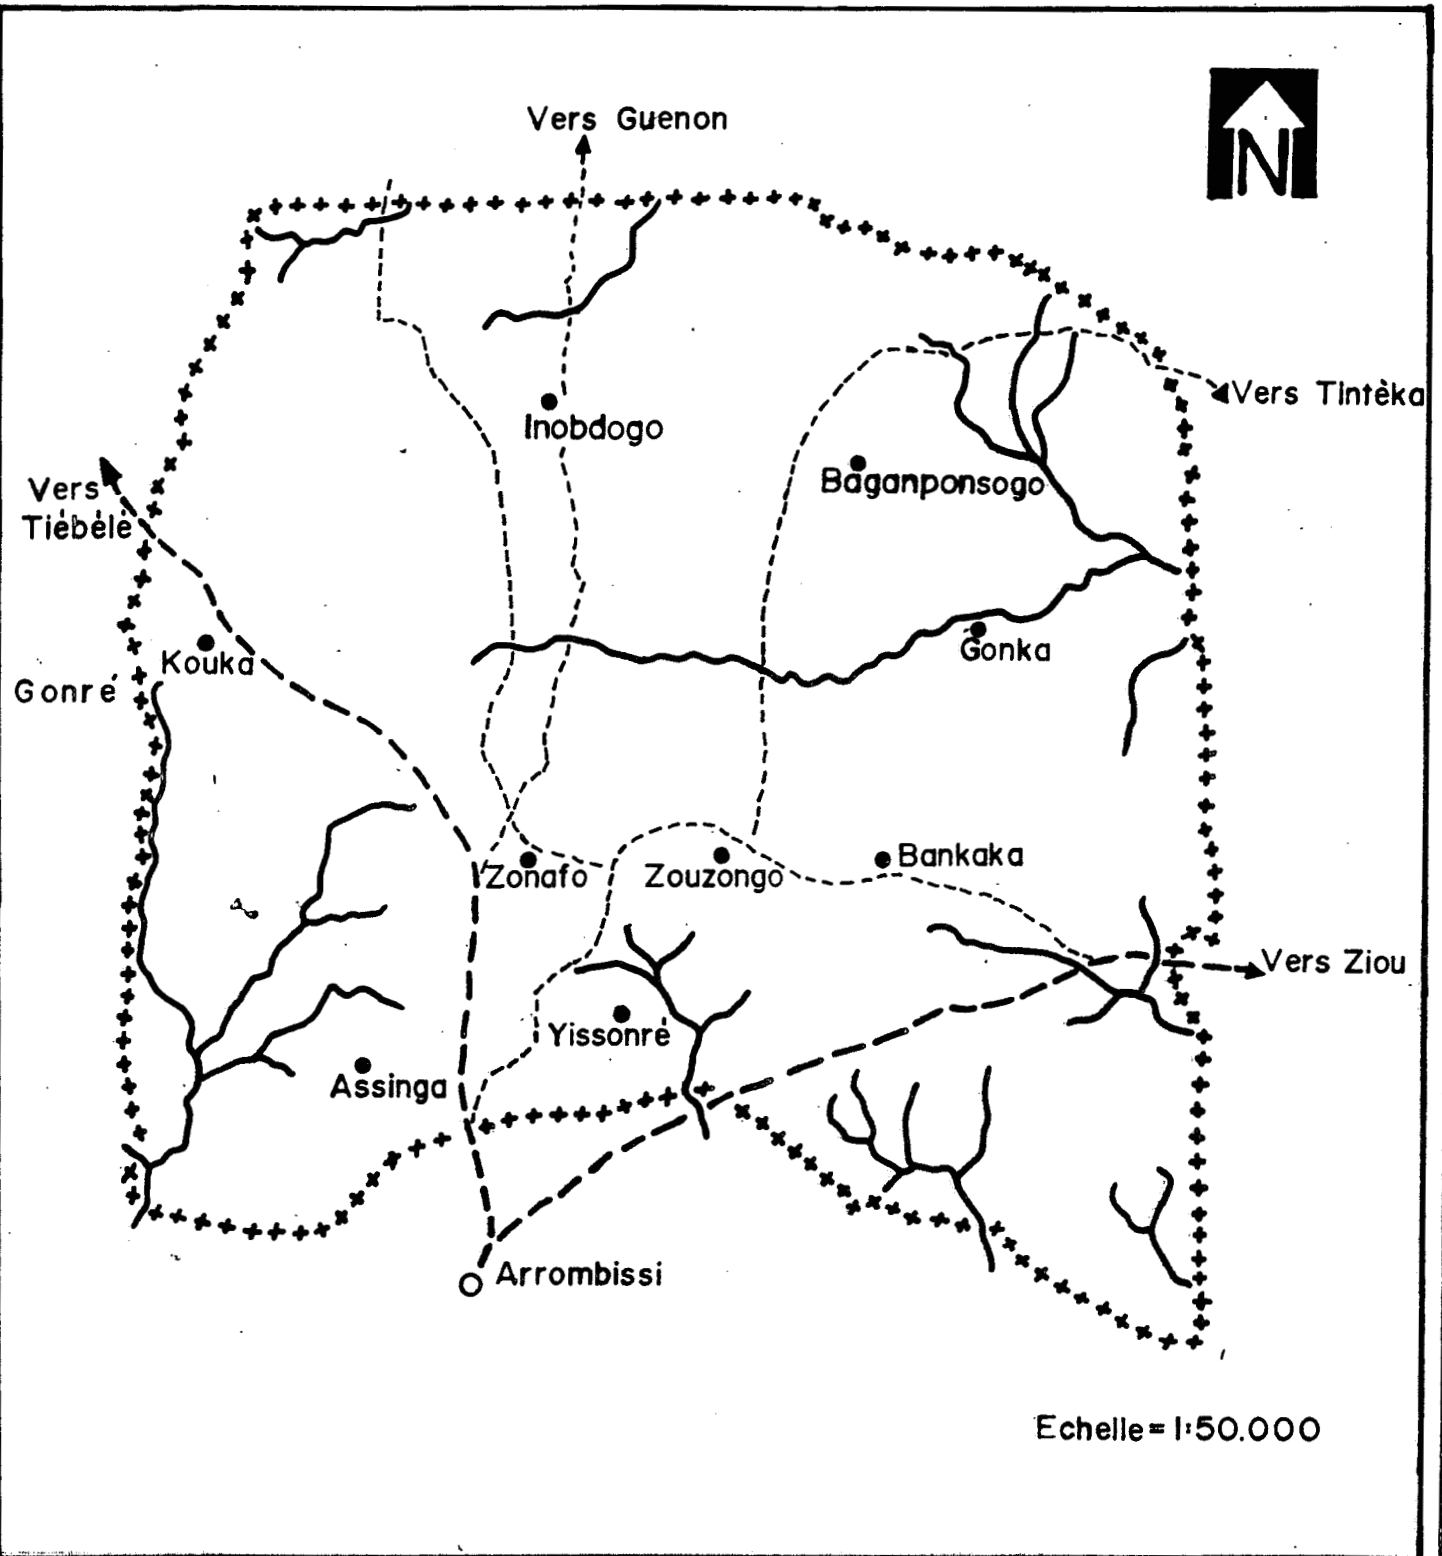 Vers Guenon
N
Vers Tintèka
Inobdogo
Baganponsogo
Vers
Tiébélé
Kouka
Gonré
Gonka
Bankaka
Zonafo
Zouzongo
Vers Ziou
Yissonré
Assinga
Arrombissi
Echelle = 1:50.000